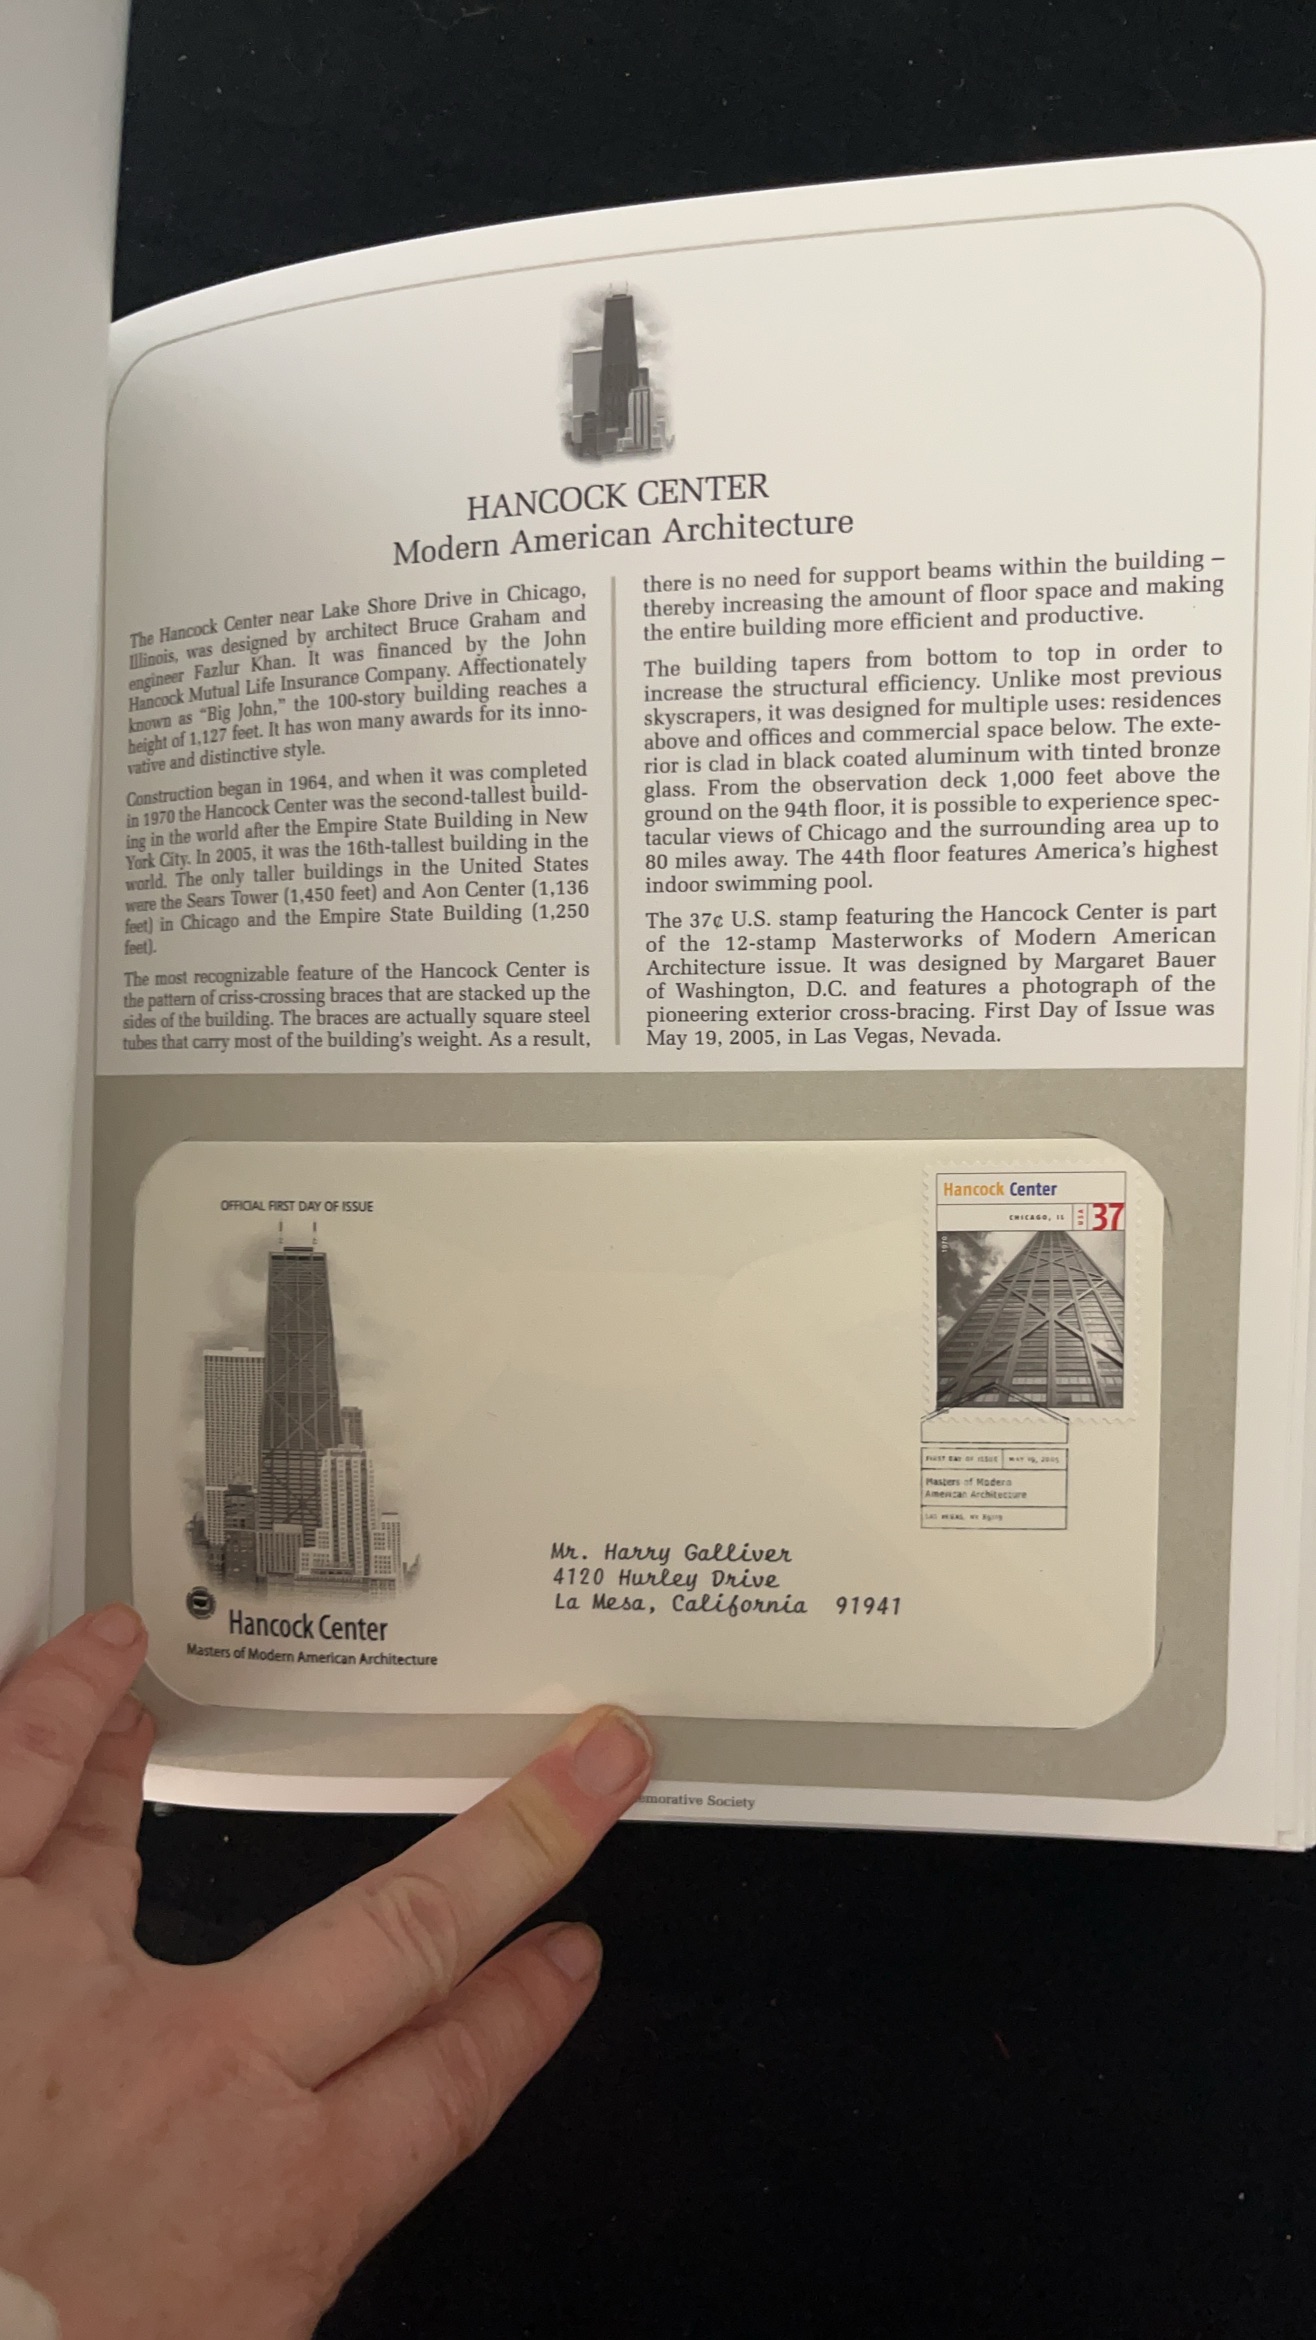 HANCOCK CENTER
Modern American Architecture
The Hancock Center near Lake Shore Drive in Chicago,
Illinois, was designed by architect Bruce Graham and
engineer Fazlur Khan. It was financed by the John
Hancock Mutual Life Insurance Company. Affectionately
known as “Big John,” the 100-story building reaches a
height of 1,127 feet. It has won many awards for its inno-
vative and distinctive style.
Construction began in 1964, and when it was completed
in 1970 the Hancock Center was the second-tallest build-
ing in the world after the Empire State Building in New
York City. In 2005, it was the 16th-tallest building in the
world. The only taller buildings in the United States
were the Sears Tower (1,450 feet) and Aon Center (1,136
feet) in Chicago and the Empire State Building (1,250
feet).
The most recognizable feature of the Hancock Center is
the pattern of criss-crossing braces that are stacked up the
sides of the building. The braces are actually square steel
tubes that carry most of the building’s weight. As a result,
there is no need for support beams within the building –
thereby increasing the amount of floor space and making
the entire building more efficient and productive.
The building tapers from bottom to top in order to
increase the structural efficiency. Unlike most previous
skyscrapers, it was designed for multiple uses: residences
above and offices and commercial space below. The exte-
rior is clad in black coated aluminum with tinted bronze
glass. From the observation deck 1,000 feet above the
ground on the 94th floor, it is possible to experience spec-
tacular views of Chicago and the surrounding area up to
80 miles away. The 44th floor features America’s highest
indoor swimming pool.
The 37¢ U.S. stamp featuring the Hancock Center is part
of the 12-stamp Masterworks of Modern American
Architecture issue. It was designed by Margaret Bauer
of Washington, D.C. and features a photograph of the
pioneering exterior cross-bracing. First Day of Issue was
May 19, 2005, in Las Vegas, Nevada.
OFFICIAL FIRST DAY OF ISSUE
Hancock Center
CHICAGO, IL USA 37
1970
FIRST DAY OF ISSUE MAY 19, 2005
Masters of Modern
American Architecture
LAS VEGAS, NV
Mr. Harry Galliver
4120 Hurley Drive
La Mesa, California 91941
Hancock Center
Masters of Modern American Architecture
Society